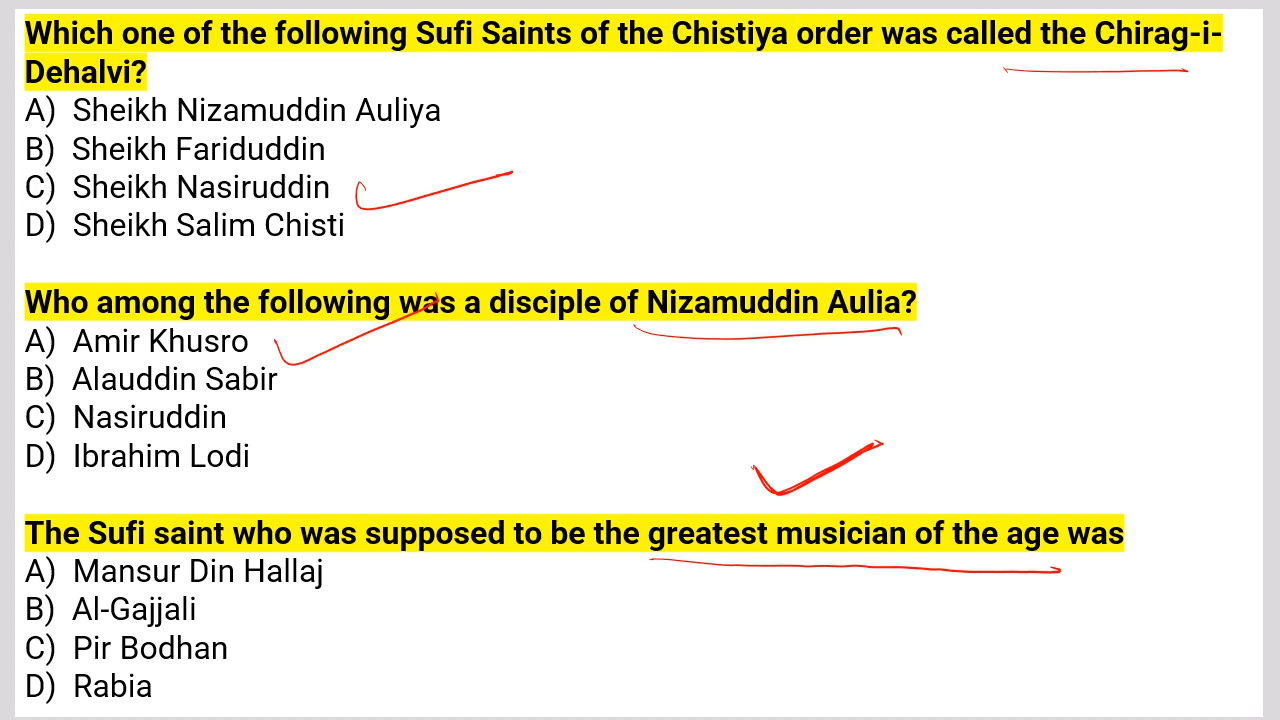 Which one of the following Sufi Saints of the Chistiya order was called the Chirag-i-
Dehalvi?
A) Sheikh Nizamuddin Auliya
B) Sheikh Fariduddin
C) Sheikh Nasiruddin
D) Sheikh Salim Chisti
Who among the following was a disciple of Nizamuddin Aulia?
A) Amir Khusro
B) Alauddin Sabir
C) Nasiruddin
D) Ibrahim Lodi
The Sufi saint who was supposed to be the greatest musician of the age was
A) Mansur Din Hallaj
B) Al-Gajjali
C) Pir Bodhan
D) Rabia